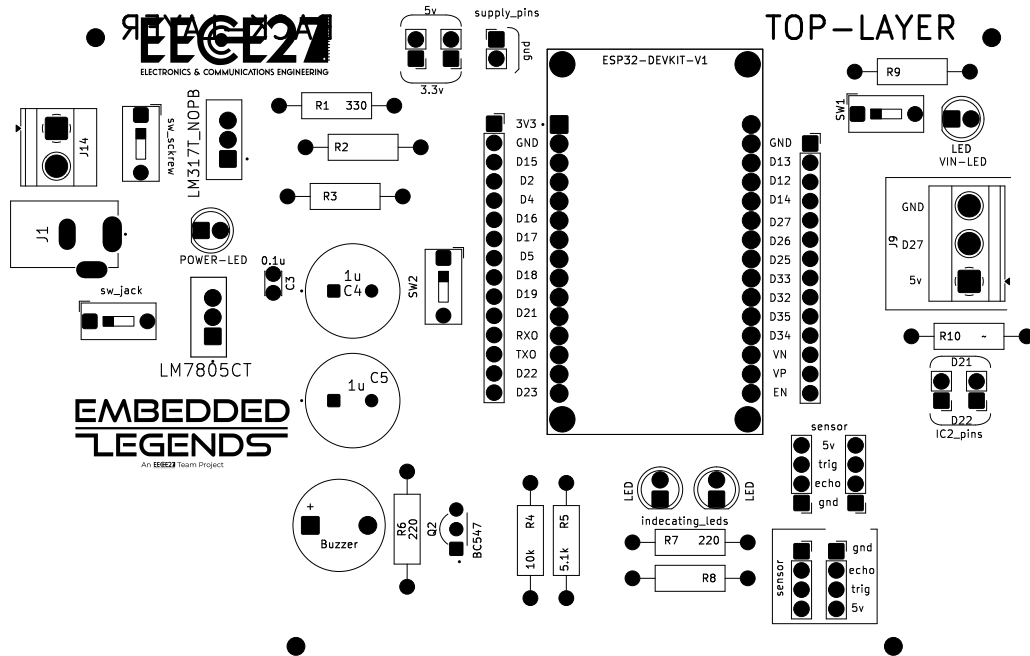 BACK-LAYER
EECE27
ELECTRONICS & COMMUNICATIONS ENGINEERING
5v
3.3v
supply_pins
gnd
TOP-LAYER
ESP32-DEVKIT-V1
R9
SW1
LED
VIN-LED
J14
sw_sckrew
LM317T_NOPB
R1 330
R2
R3
3V3
GND
D15
D2
D4
D16
D17
D5
D18
D19
D21
RX0
TX0
D22
D23
GND
D13
D12
D14
D27
D26
D25
D33
D32
D35
D34
VN
VP
EN
J9
GND
D27
5v
J1
POWER-LED
0.1u
C3
1u
C4
SW2
sw_jack
LM7805CT
1u C5
R10 ~
D21
D22
IC2_pins
EMBEDDED
LEGENDS
An EECE27 Team Project
sensor
5v
trig
echo
gnd
+
Buzzer
R6
220
Q2
BC547
R4
10k
R5
5.1k
LED
LED
indecating_leds
R7 220
R8
sensor
gnd
echo
trig
5v